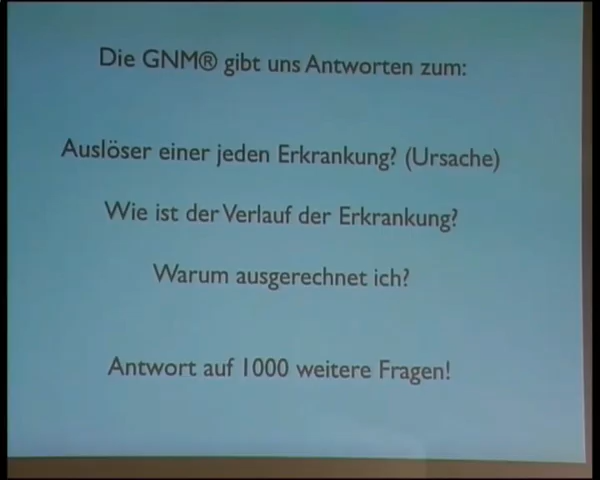 Die GNM® gibt uns Antworten zum:
Auslöser einer jeden Erkrankung? (Ursache)
Wie ist der Verlauf der Erkrankung?
Warum ausgerechnet ich?
Antwort auf 1000 weitere Fragen!